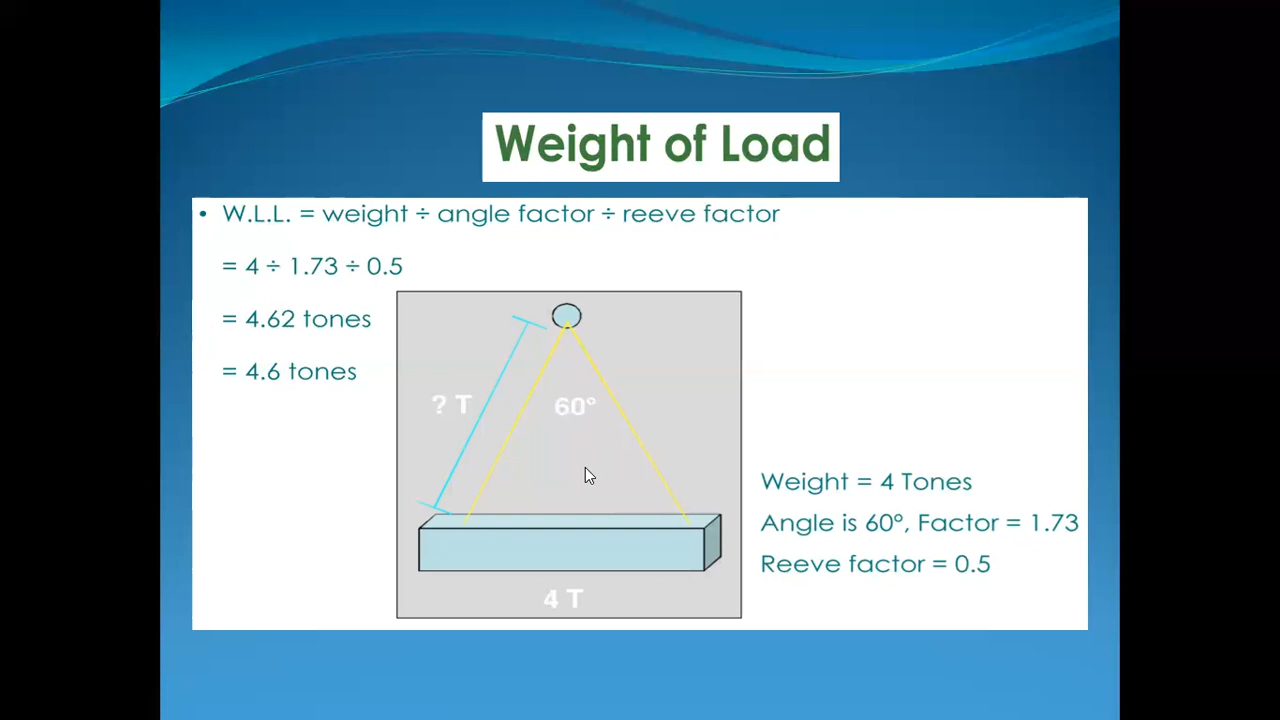 Weight of Load
• W.L.L. = weight ÷ angle factor ÷ reeve factor
= 4 ÷ 1.73 ÷ 0.5
= 4.62 tones
= 4.6 tones
? T
60°
4 T
Weight = 4 Tones
Angle is 60°, Factor = 1.73
Reeve factor = 0.5